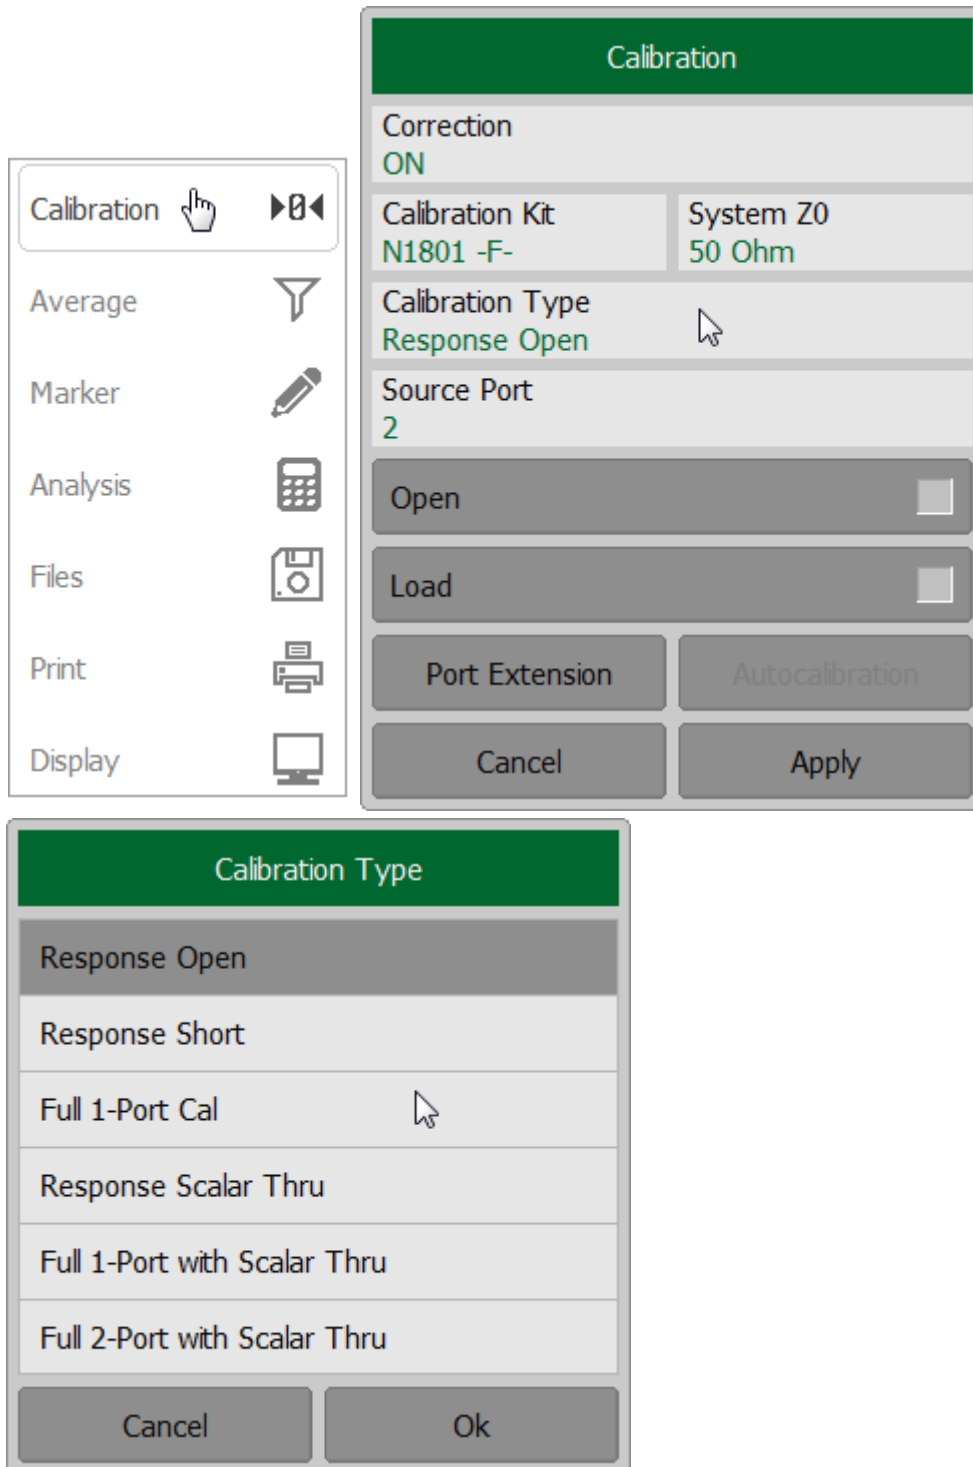 Calibration
Average
Marker
Analysis
Files
Print
Display
Calibration
Correction
ON
Calibration Kit
N1801 -F-
System Z0
50 Ohm
Calibration Type
Response Open
Source Port
2
Open
Load
Port Extension
Autocalibration
Cancel
Apply
Calibration Type
Response Open
Response Short
Full 1-Port Cal
Response Scalar Thru
Full 1-Port with Scalar Thru
Full 2-Port with Scalar Thru
Cancel
Ok